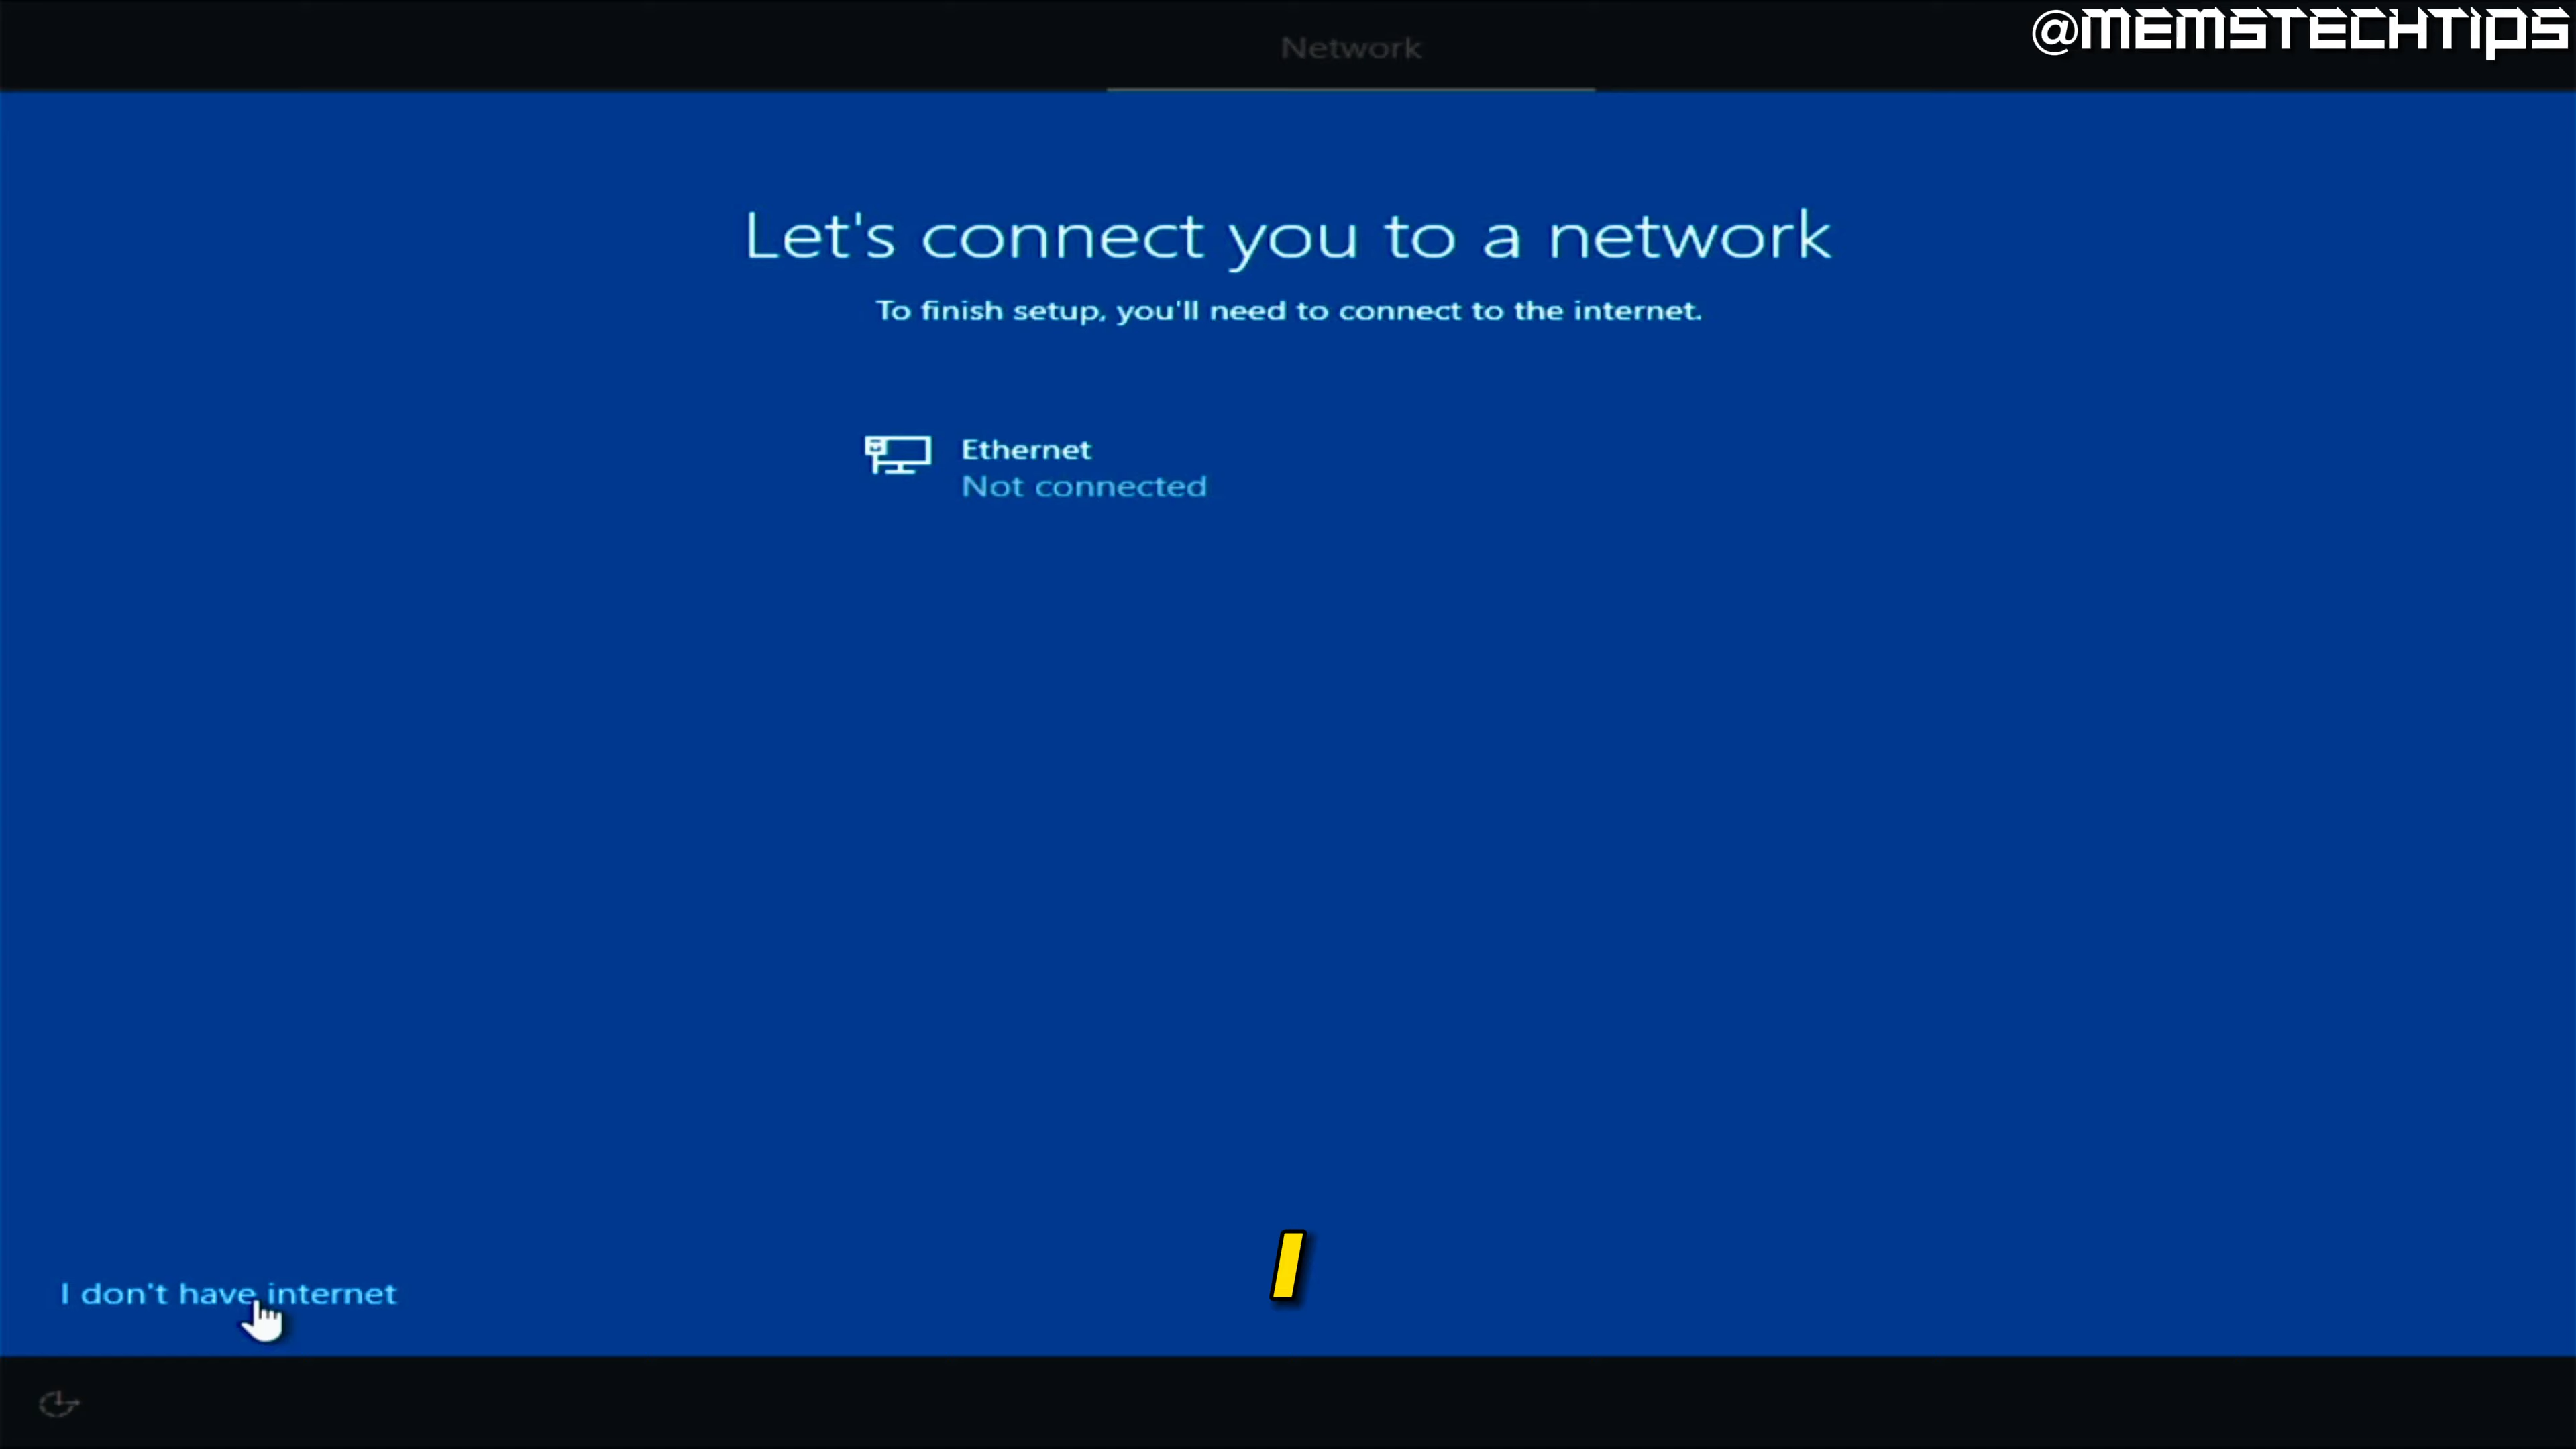 Network
@MEMSTECHTIPS
Let's connect you to a network
To finish setup, you'll need to connect to the internet.
Ethernet
Not connected
I
I don't have internet